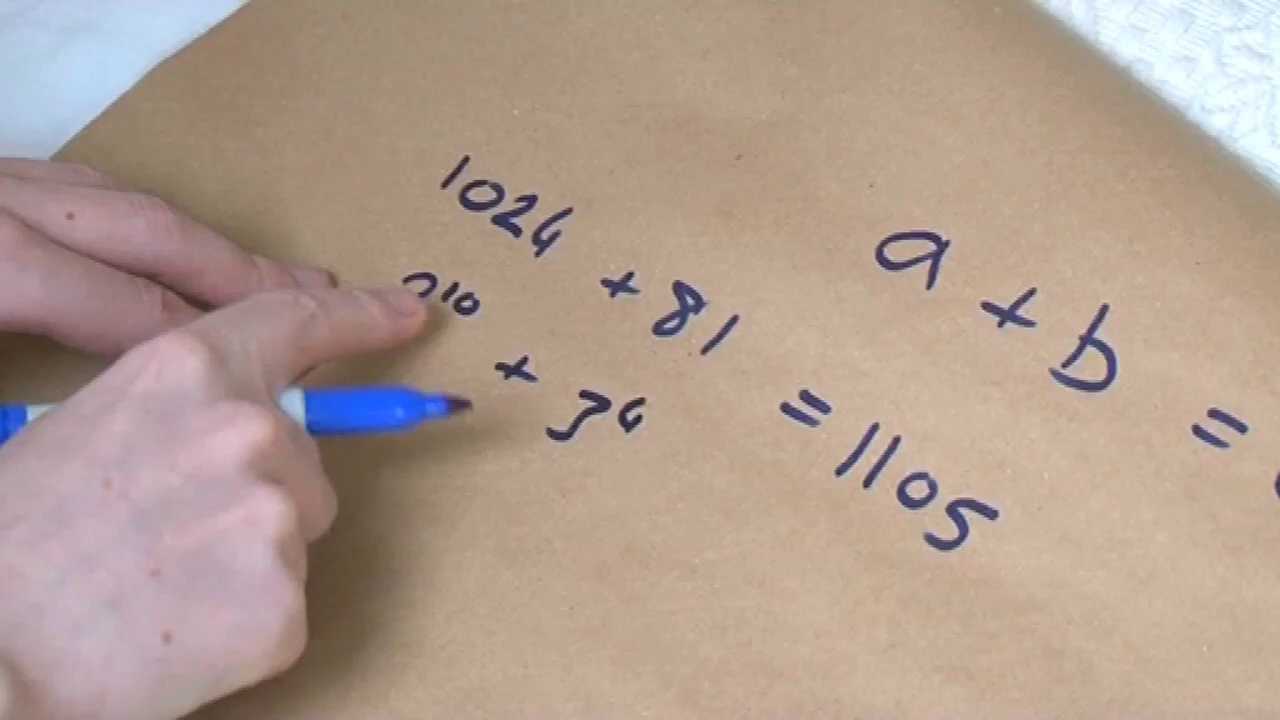 1024 + 81 = 1105
2¹⁰ + 3⁴
a + b =